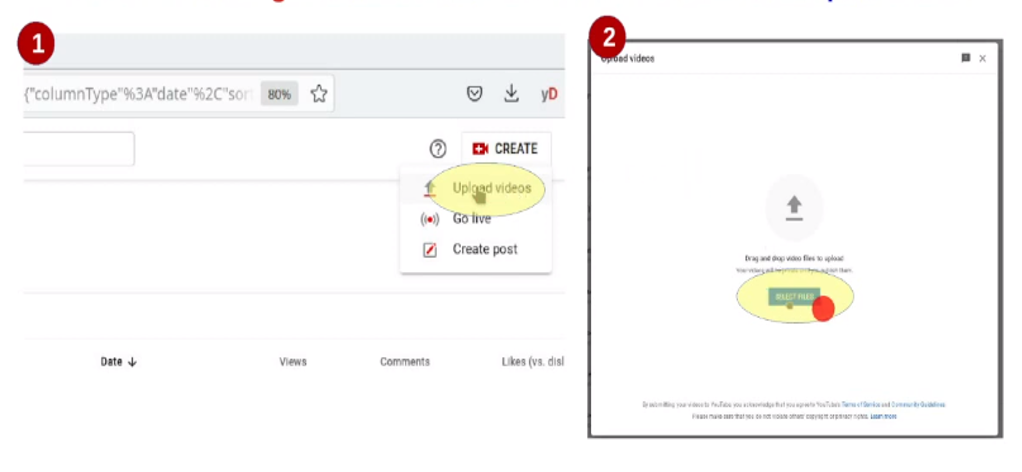 1
{"columnType"%3A"date"%2C"sort
80%
yD
CREATE
Upload videos
Go live
Create post
Date ↓
Views
Comments
Likes (vs. disl
2
Upload videos
Drag and drop video files to upload
Your videos will be private until you publish them.
SELECT FILES
By submitting your videos to YouTube, you acknowledge that you agree to YouTube's Terms of Service and Community Guidelines.
Please make sure that you do not violate others' copyright or privacy rights. Learn more